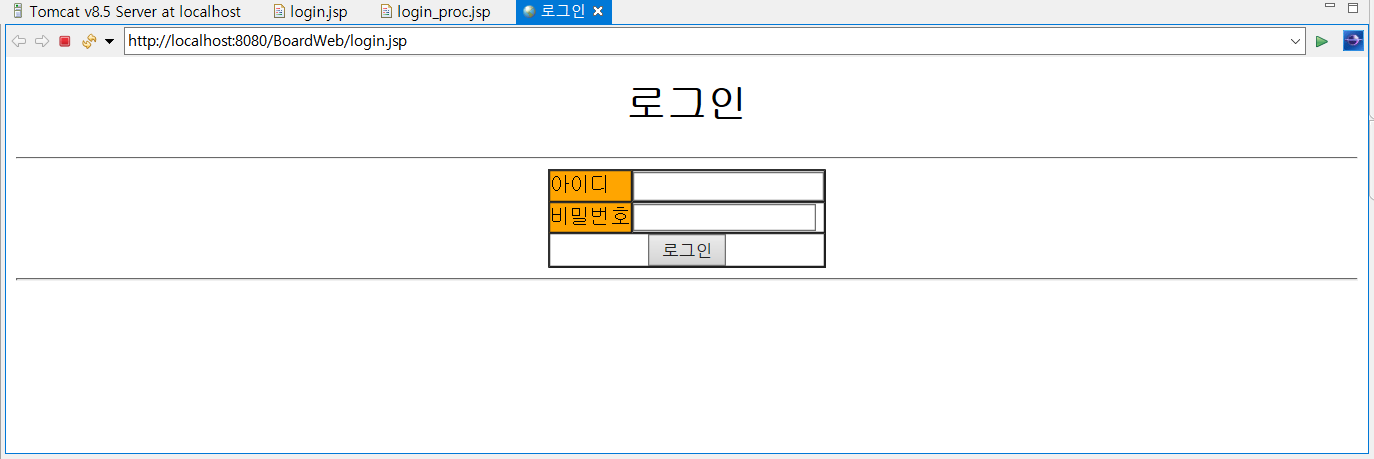 Tomcat v8.5 Server at localhost login.jsp login_proc.jsp 로그인
http://localhost:8080/BoardWeb/login.jsp
로그인
아이디
비밀번호
로그인